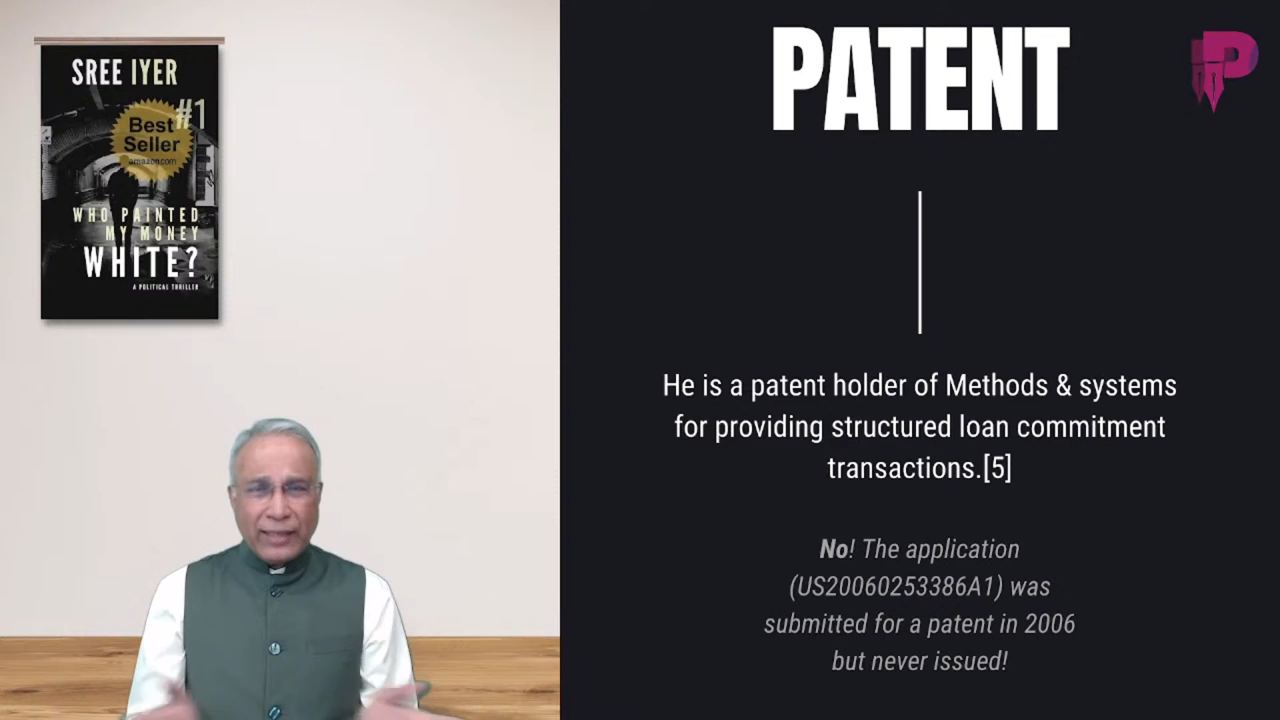 SREE IYER
#1
Best
Seller
amazon.com
WHO PAINTED
MY MONEY
WHITE?
A POLITICAL THRILLER
PATENT
He is a patent holder of Methods & systems
for providing structured loan commitment
transactions.[5]
No! The application
(US20060253386A1) was
submitted for a patent in 2006
but never issued!